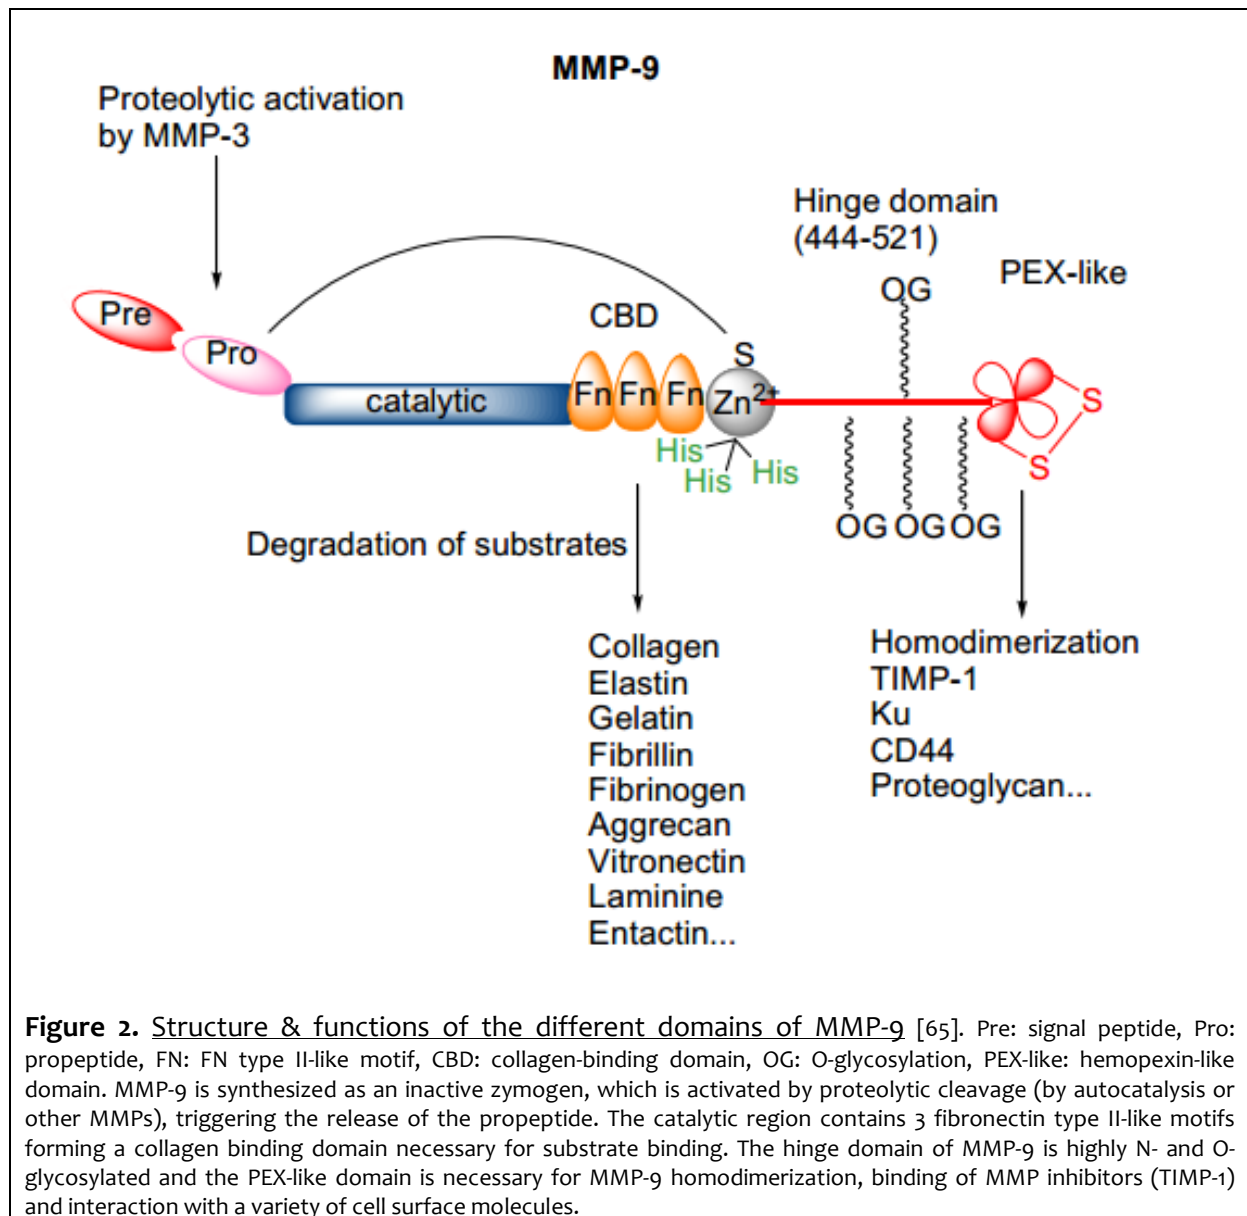 MMP-9
Proteolytic activation
by MMP-3
Hinge domain
(444-521)
OG
PEX-like
Pre
Pro
CBD
S
catalytic
Fn Fn Fn
Zn2+
His
His
His
S
S
OG OG OG
Degradation of substrates
Collagen
Elastin
Gelatin
Fibrillin
Fibrinogen
Aggrecan
Vitronectin
Laminine
Entactin...
Homodimerization
TIMP-1
Ku
CD44
Proteoglycan...
Figure 2. Structure & functions of the different domains of MMP-9 [65]. Pre: signal peptide, Pro:
propeptide, FN: FN type II-like motif, CBD: collagen-binding domain, OG: O-glycosylation, PEX-like: hemopexin-like
domain. MMP-9 is synthesized as an inactive zymogen, which is activated by proteolytic cleavage (by autocatalysis or
other MMPs), triggering the release of the propeptide. The catalytic region contains 3 fibronectin type II-like motifs
forming a collagen binding domain necessary for substrate binding. The hinge domain of MMP-9 is highly N- and O-
glycosylated and the PEX-like domain is necessary for MMP-9 homodimerization, binding of MMP inhibitors (TIMP-1)
and interaction with a variety of cell surface molecules.